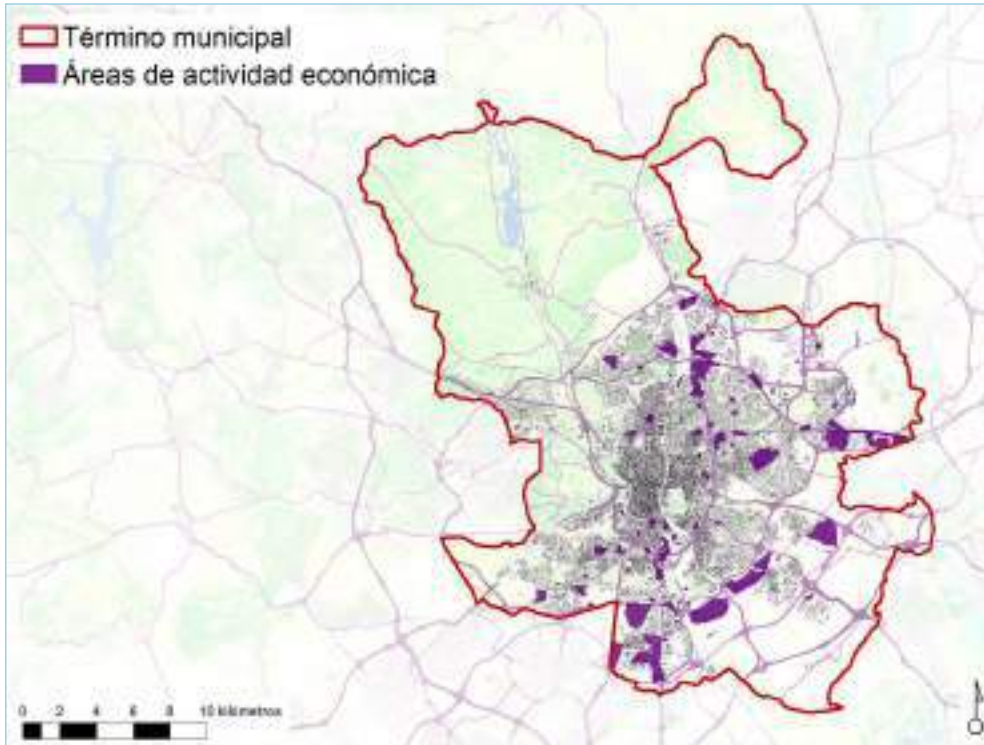 Término municipal
Áreas de actividad económica
0 2 4 6 8 10 kilómetros
N